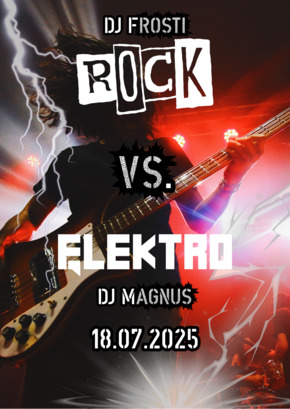 DJ FROSTI
ROCK
VS.
ELEKTRO
DJ MAGNUS
18.07.2025